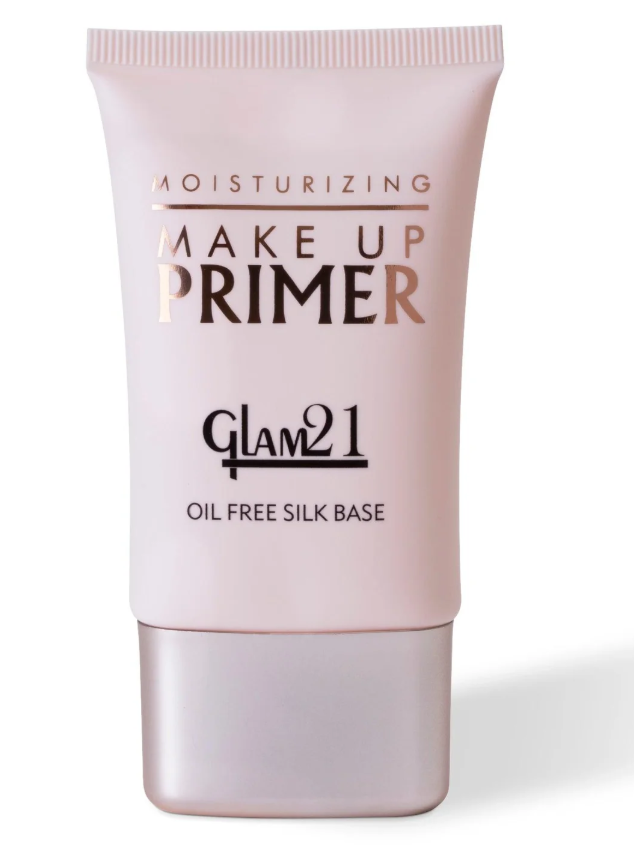 MOISTURIZING
MAKE UP
PRIMER
Glam21
OIL FREE SILK BASE